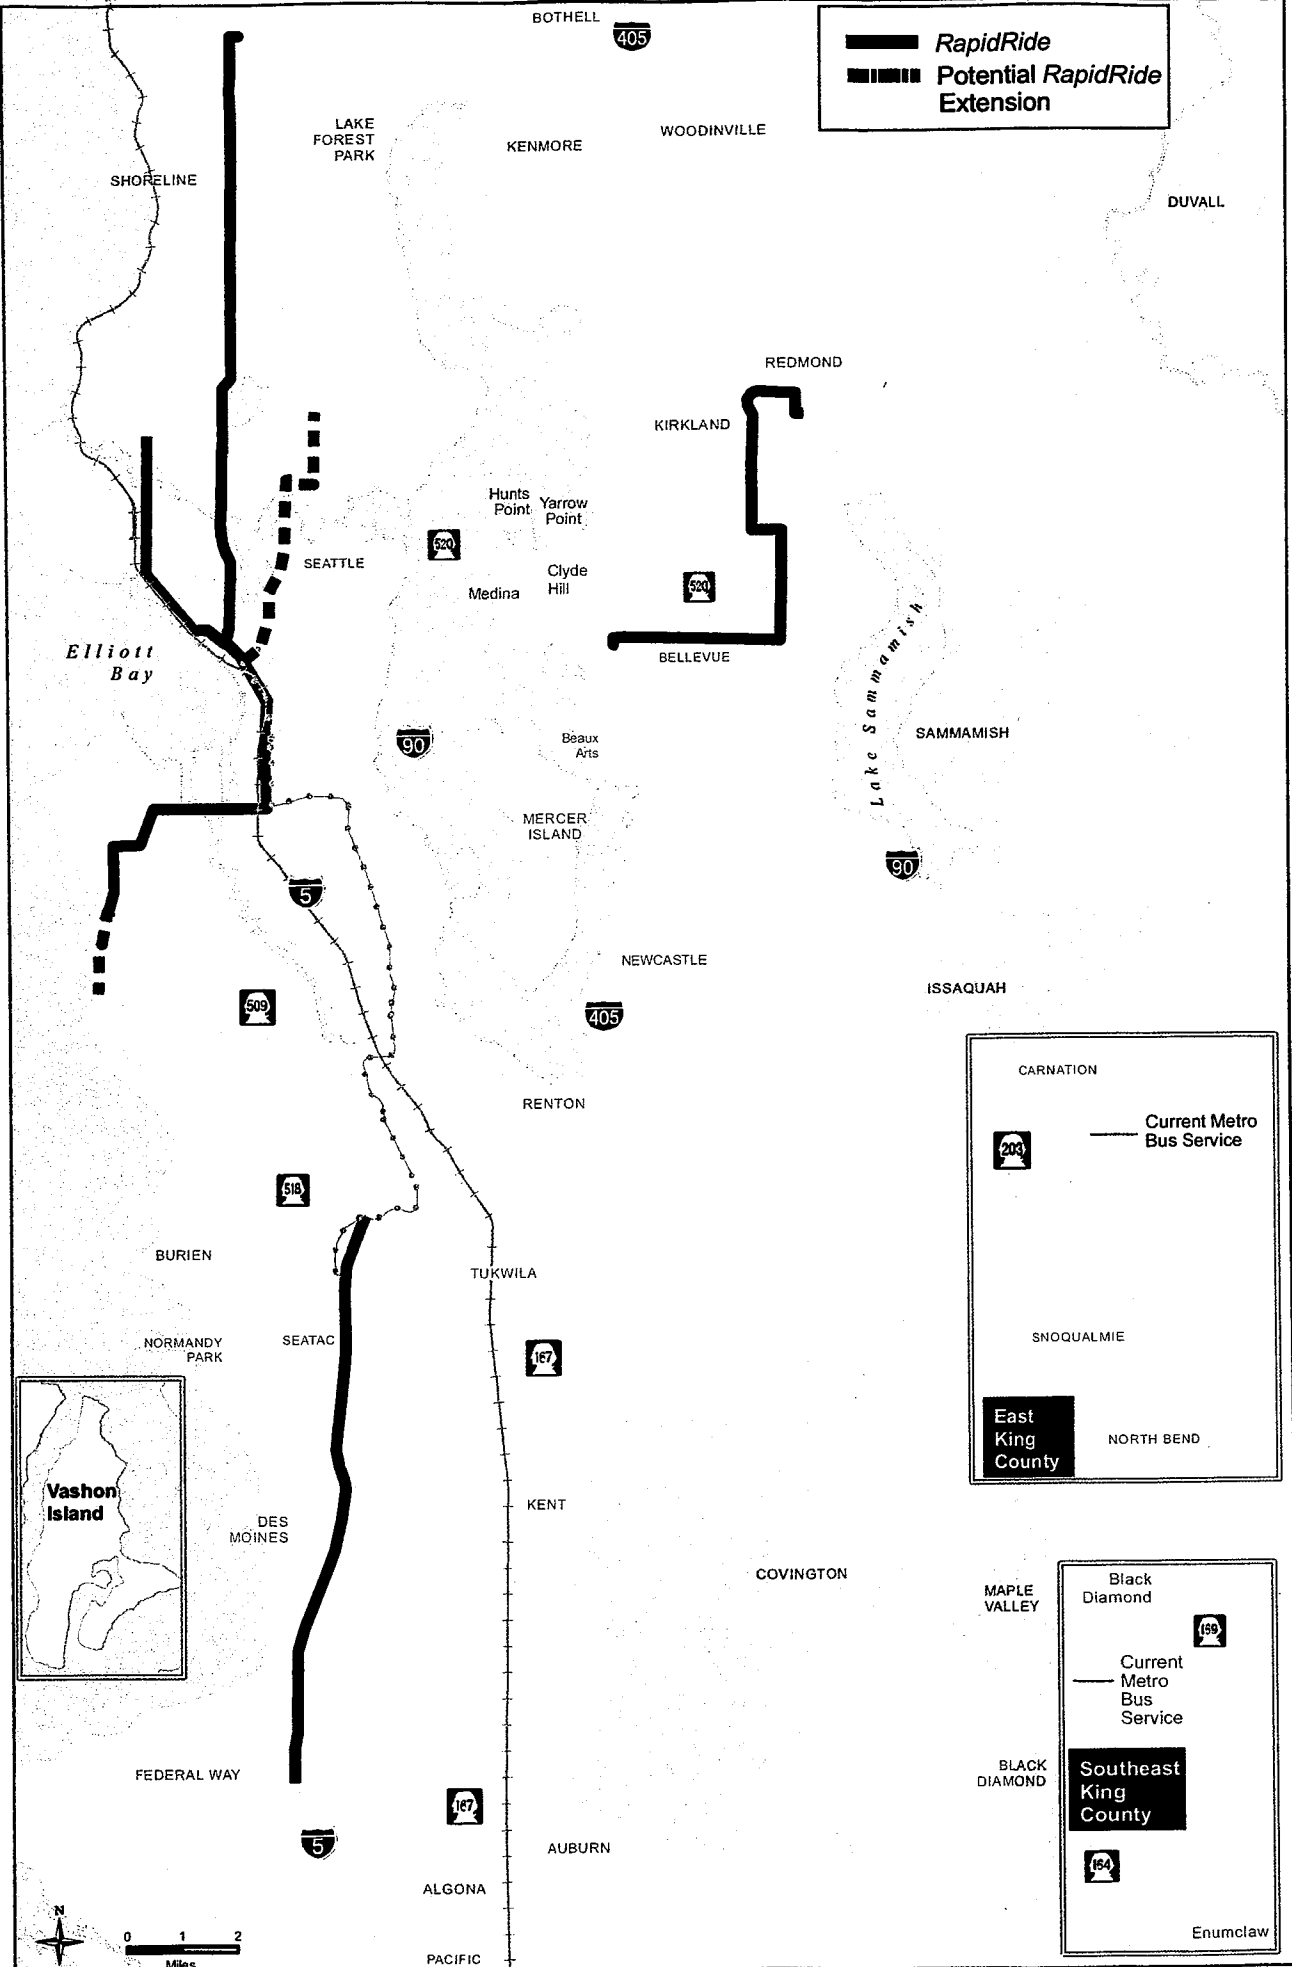 BOTHELL
405
RapidRide
Potential RapidRide
Extension
LAKE
FOREST
PARK
KENMORE
WOODINVILLE
SHORELINE
DUVALL
REDMOND
KIRKLAND
Hunts
Point
Yarrow
Point
520
SEATTLE
Clyde
Hill
Medina
520
Elliott
Bay
BELLEVUE
Lake Sammamish
SAMMAMISH
90
Beaux
Arts
MERCER
ISLAND
90
5
NEWCASTLE
ISSAQUAH
509
405
CARNATION
RENTON
Current Metro
Bus Service
203
518
BURIEN
TUKWILA
NORMANDY
PARK
SEATAC
167
SNOQUALMIE
East
King
County
NORTH BEND
Vashon
Island
KENT
DES
MOINES
COVINGTON
MAPLE
VALLEY
Black
Diamond
169
Current
Metro
Bus
Service
FEDERAL WAY
BLACK
DIAMOND
Southeast
King
County
167
5
AUBURN
164
ALGONA
N
0 1 2
Miles
PACIFIC
Enumclaw